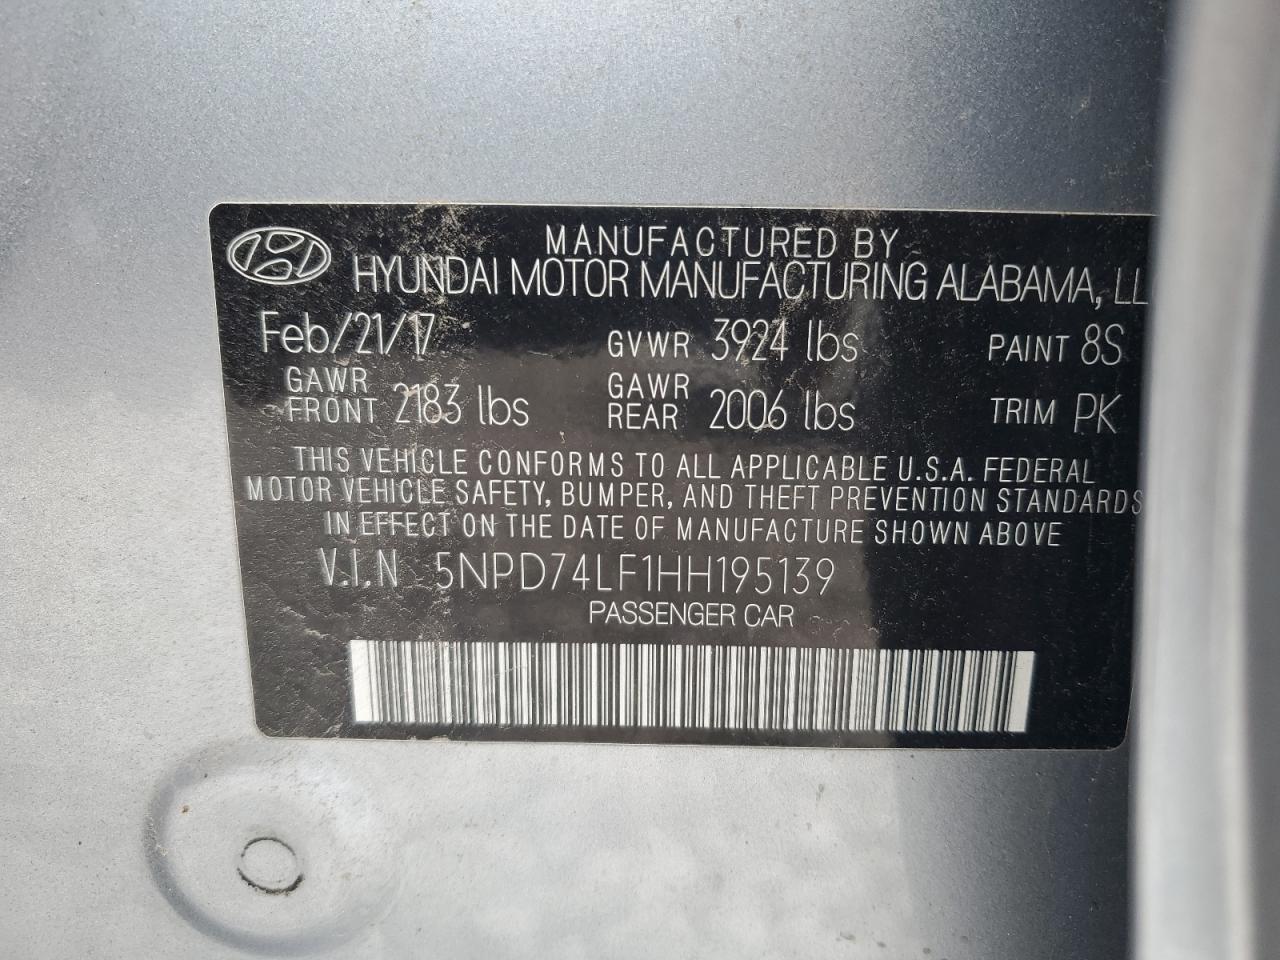 MANUFACTURED BY
HYUNDAI MOTOR MANUFACTURING ALABAMA, LL
Feb/21/17 GVWR 3924 lbs PAINT 8S
GAWR FRONT 2183 lbs GAWR REAR 2006 lbs TRIM PK
THIS VEHICLE CONFORMS TO ALL APPLICABLE U.S.A. FEDERAL
MOTOR VEHICLE SAFETY, BUMPER, AND THEFT PREVENTION STANDARDS
IN EFFECT ON THE DATE OF MANUFACTURE SHOWN ABOVE
V.I.N 5NPD74LF1HH195139
PASSENGER CAR